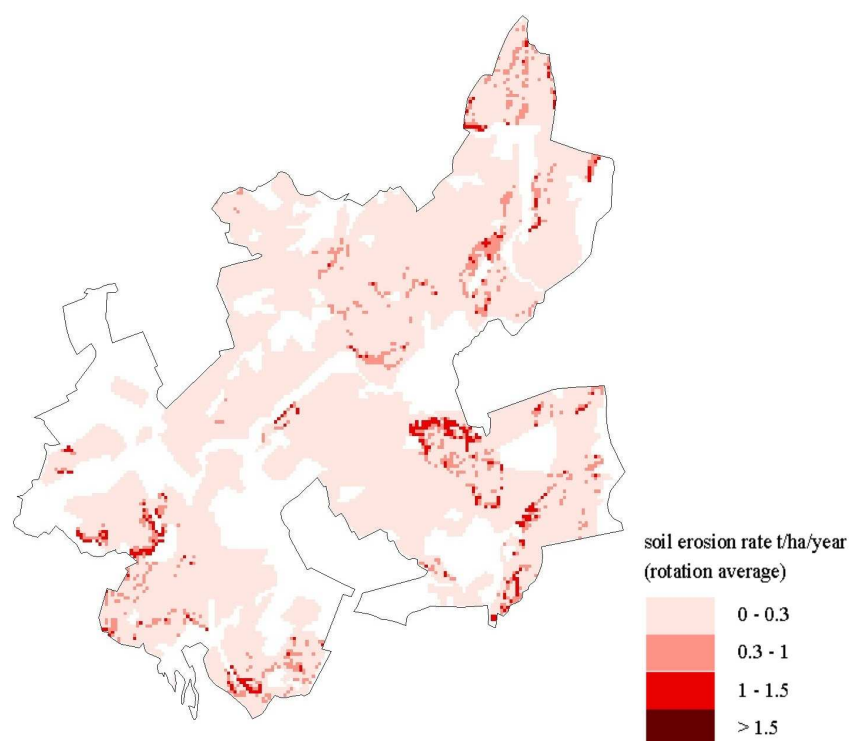 soil erosion rate t/ha/year
(rotation average)
0 - 0.3
0.3 - 1
1 - 1.5
> 1.5